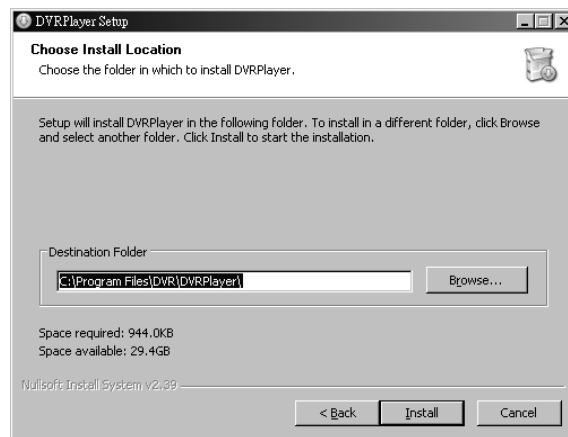 DVRPlayer Setup
Choose Install Location
Choose the folder in which to install DVRPlayer.
Setup will install DVRPlayer in the following folder. To install in a different folder, click Browse
and select another folder. Click Install to start the installation.
Destination Folder
C:\Program Files\DVR\DVRPlayer\
Browse...
Space required: 944.0KB
Space available: 29.4GB
Nullsoft Install System v2.39
< Back
Install
Cancel